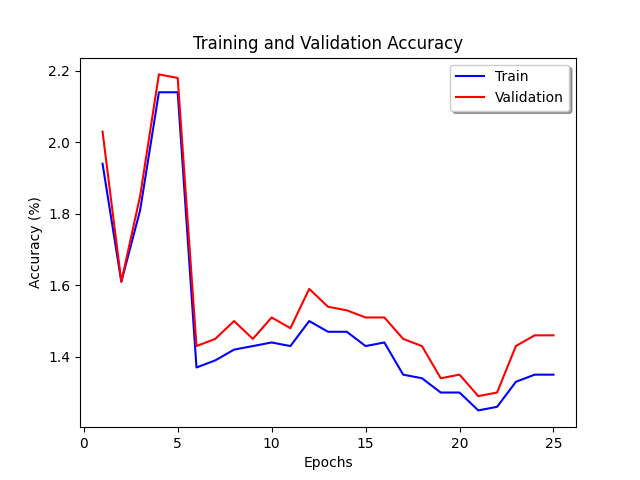 Training and Validation Accuracy
Train
Validation
Accuracy (%)
2.2
2.0
1.8
1.6
1.4
0
5
10
15
20
25
Epochs